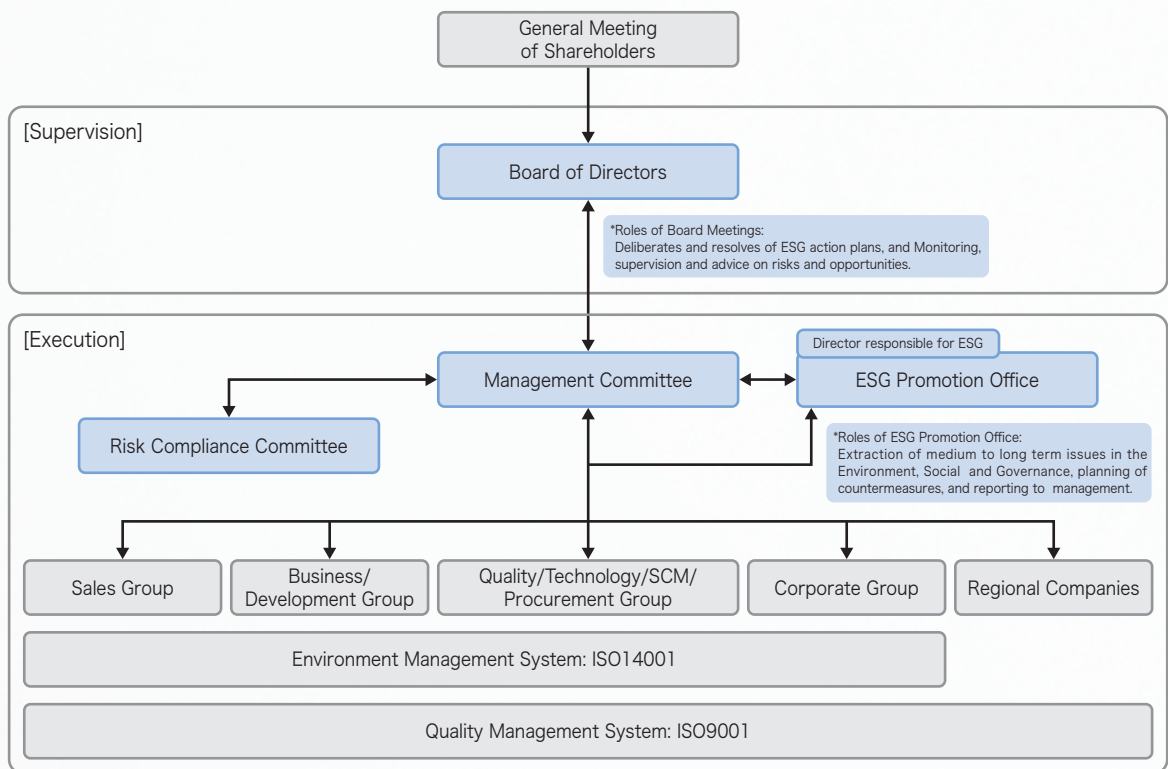 General Meeting
of Shareholders
[Supervision]
Board of Directors
*Roles of Board Meetings:
Deliberates and resolves of ESG action plans, and Monitoring,
supervision and advice on risks and opportunities.
[Execution]
Director responsible for ESG
Management Committee
ESG Promotion Office
Risk Compliance Committee
*Roles of ESG Promotion Office:
Extraction of medium to long term issues in the
Environment, Social and Governance, planning of
countermeasures, and reporting to management.
Sales Group
Business/
Development Group
Quality/Technology/SCM/
Procurement Group
Corporate Group
Regional Companies
Environment Management System: ISO14001
Quality Management System: ISO9001